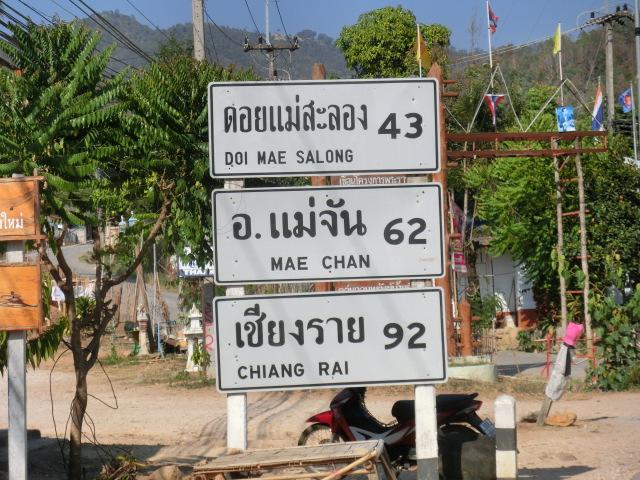 ดอยแม่สะลอง 43
DOI MAE SALONG
อ.แม่จัน 62
MAE CHAN
เชียงราย 92
CHIANG RAI